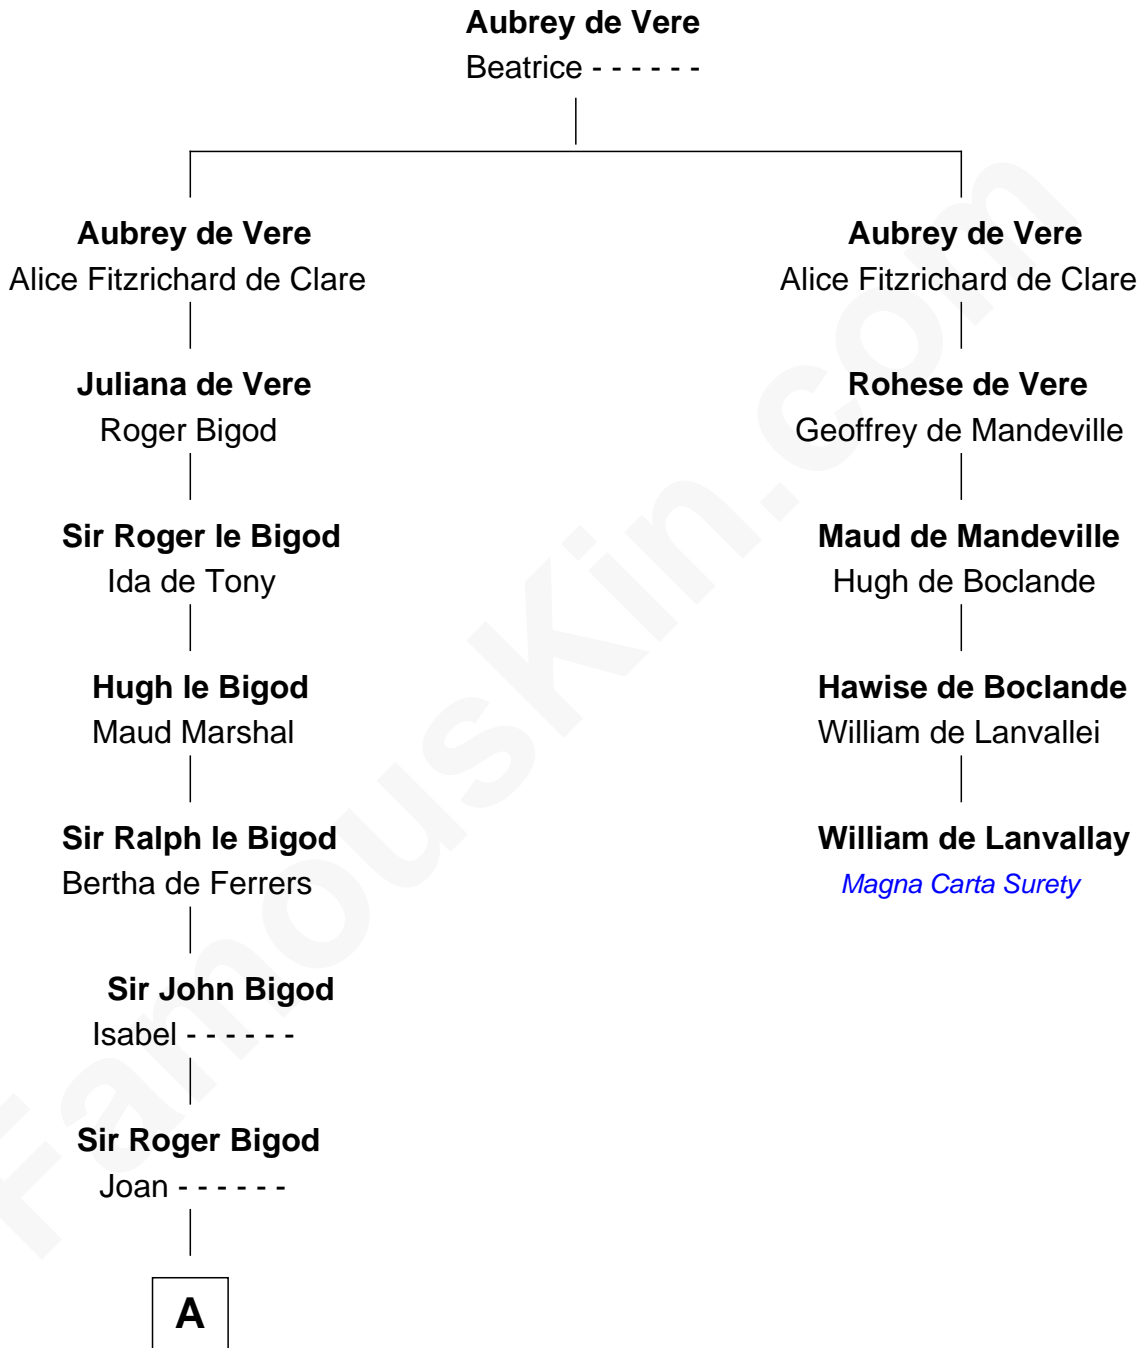 Aubrey de Vere
Beatrice - - - - - -
Aubrey de Vere
Alice Fitzrichard de Clare
Aubrey de Vere
Alice Fitzrichard de Clare
Juliana de Vere
Roger Bigod
Rohese de Vere
Geoffrey de Mandeville
Sir Roger le Bigod
Ida de Tony
Maud de Mandeville
Hugh de Boclande
Hugh le Bigod
Maud Marshal
Hawise de Boclande
William de Lanvallei
Sir Ralph le Bigod
Bertha de Ferrers
William de Lanvallay
Magna Carta Surety
Sir John Bigod
Isabel - - - - - -
Sir Roger Bigod
Joan - - - - - -
A
FamousKin.com